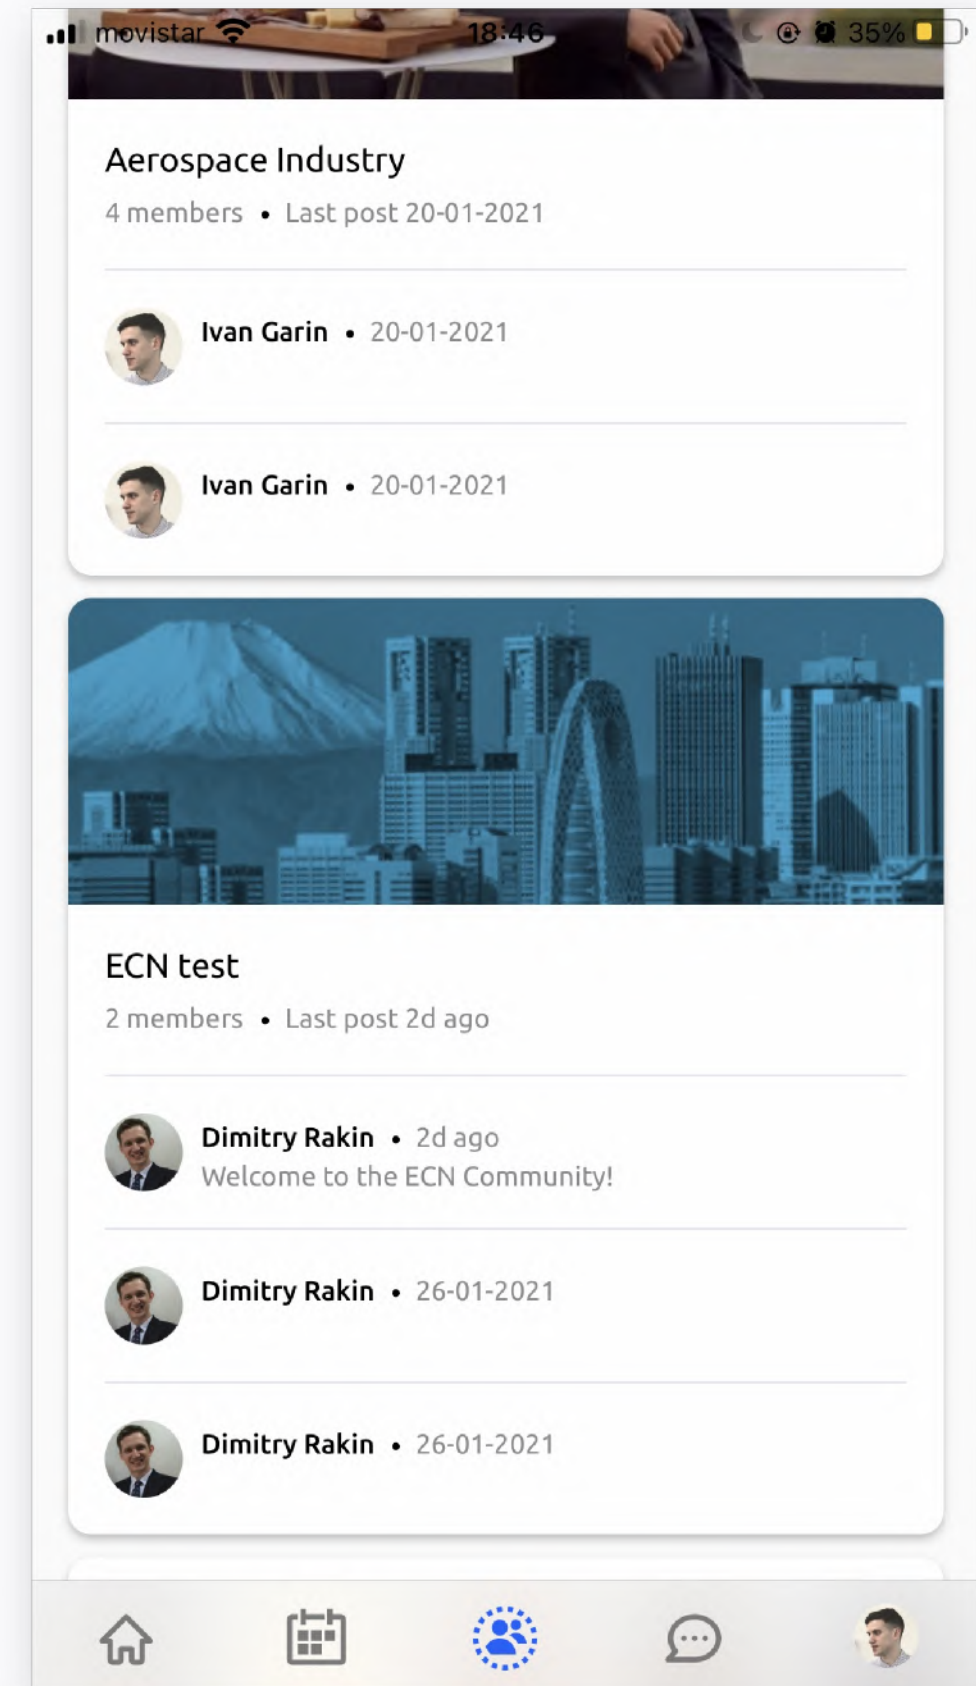 movistar 18:46 35%
Aerospace Industry
4 members • Last post 20-01-2021
Ivan Garin • 20-01-2021
Ivan Garin • 20-01-2021
ECN test
2 members • Last post 2d ago
Dimitry Rakin • 2d ago
Welcome to the ECN Community!
Dimitry Rakin • 26-01-2021
Dimitry Rakin • 26-01-2021